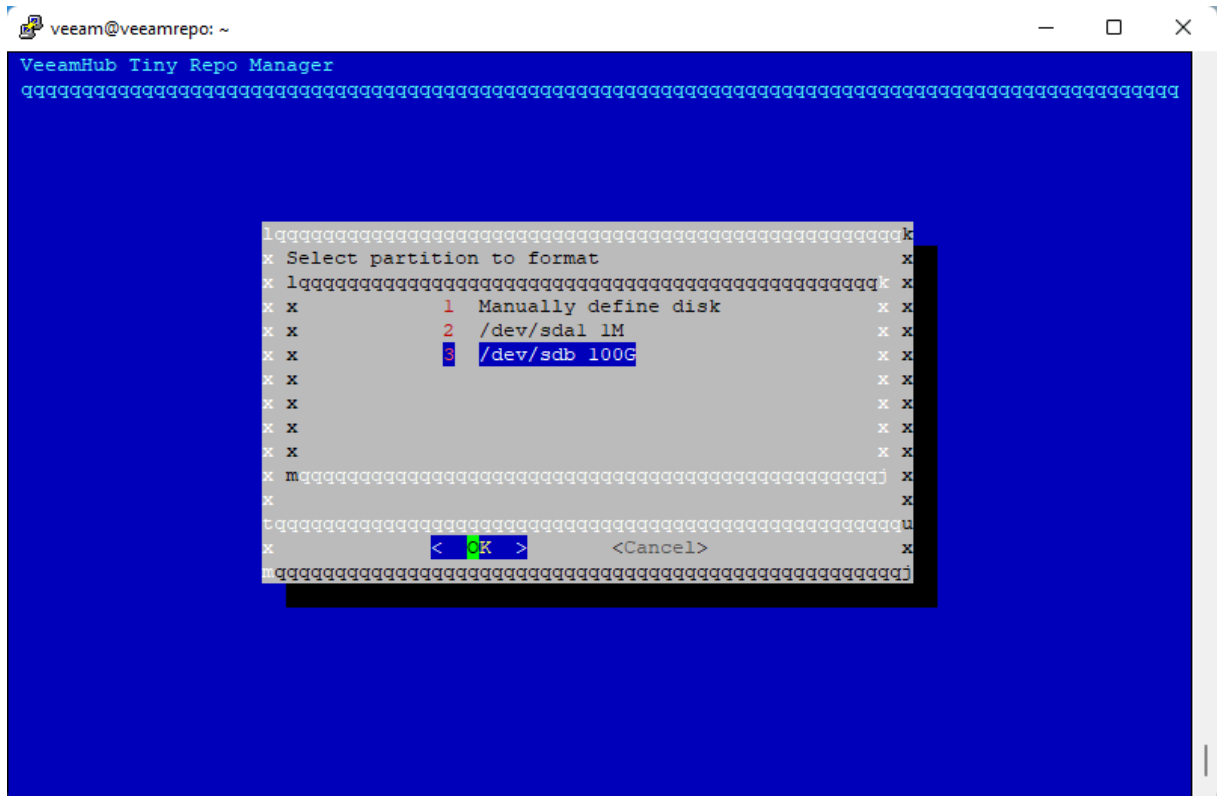 veeam@veeamrepo: ~
VeeamHub Tiny Repo Manager
Select partition to format
1 Manually define disk
2 /dev/sda1 1M
3 /dev/sdb 100G
< OK > <Cancel>